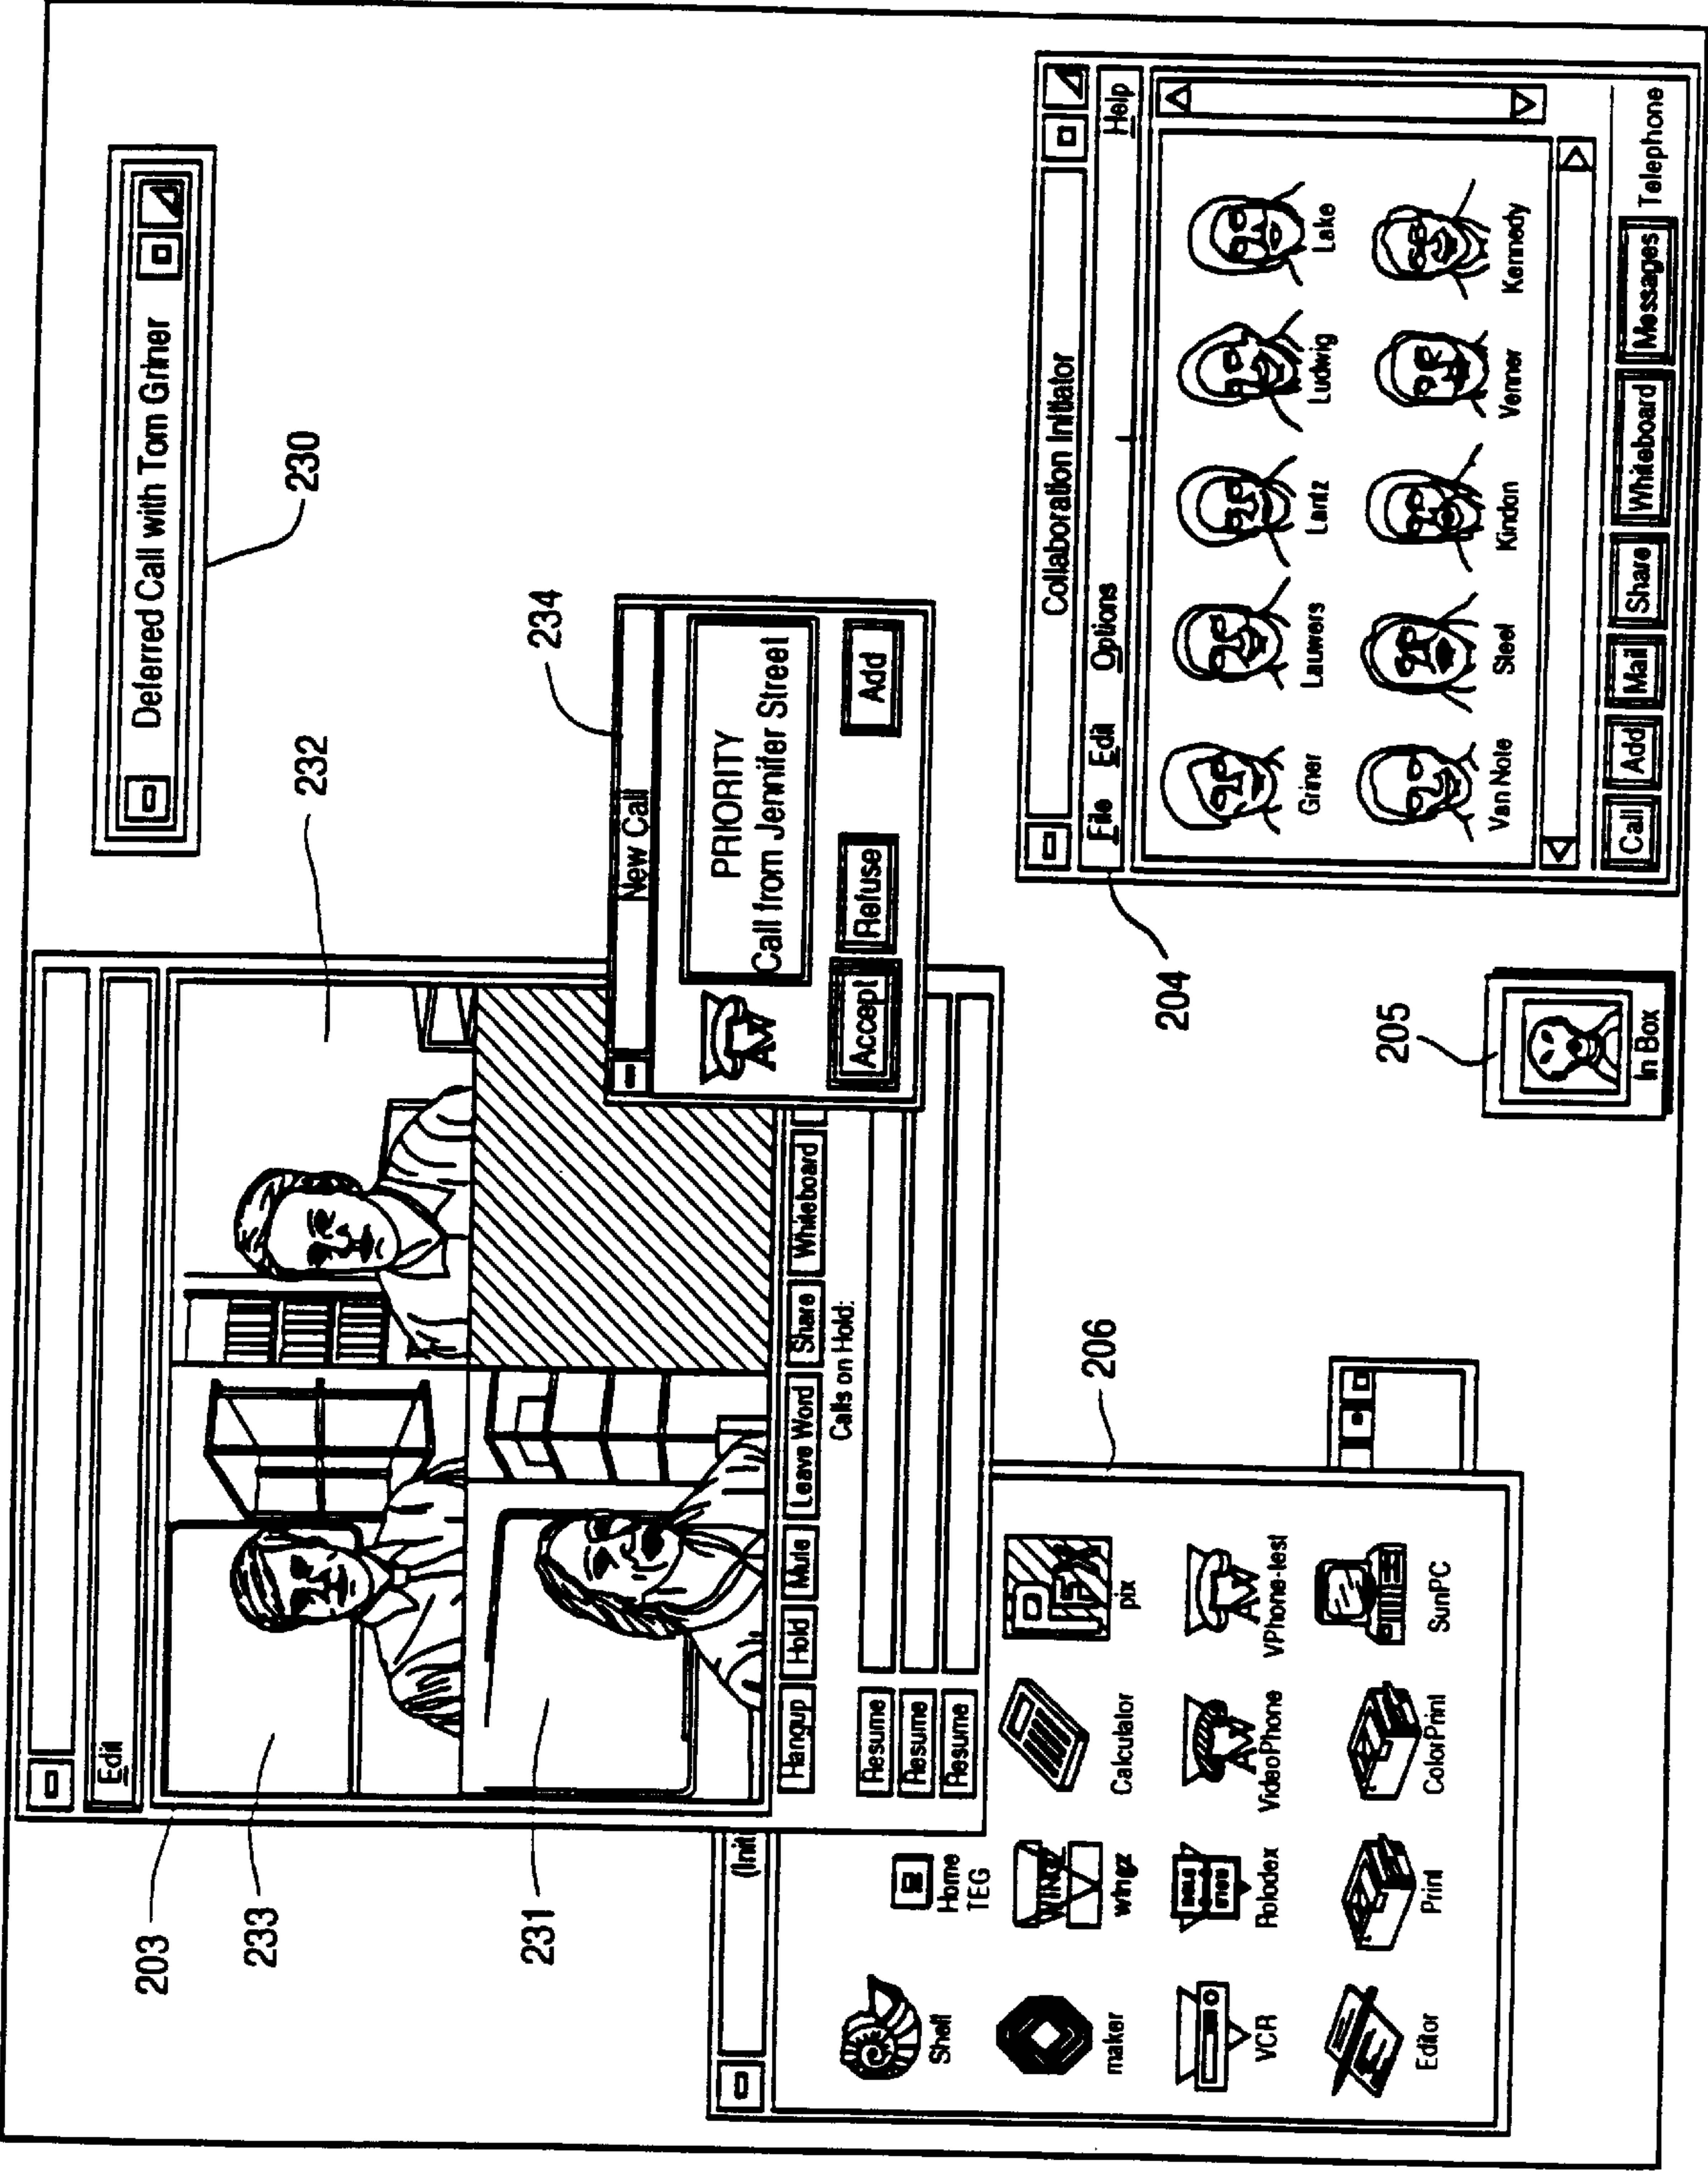 203
233
231
232
230
234
204
205
206
Edit
Deferred Call with Tom Griner
New Call
PRIORITY
Call from Jennifer Street
Accept Refuse Add
Hangup Hold Mute Leave Word Share Whiteboard
Calls on Hold:
Resume
Resume
Resume
Collaboration Initiator
File Edit Options Help
Griner Lauwers Lantz Ludwig Lake
Van Note Steel Kindon Venner Kennedy
Call Add Mail Share Whiteboard Messages Telephone
In Box
(Init
Shell Home
TEG
maker wingz Calculator pix
WINGZ
VCR Rolodex VideoPhone VPhone-test
Editor Print ColorPrint SunPC